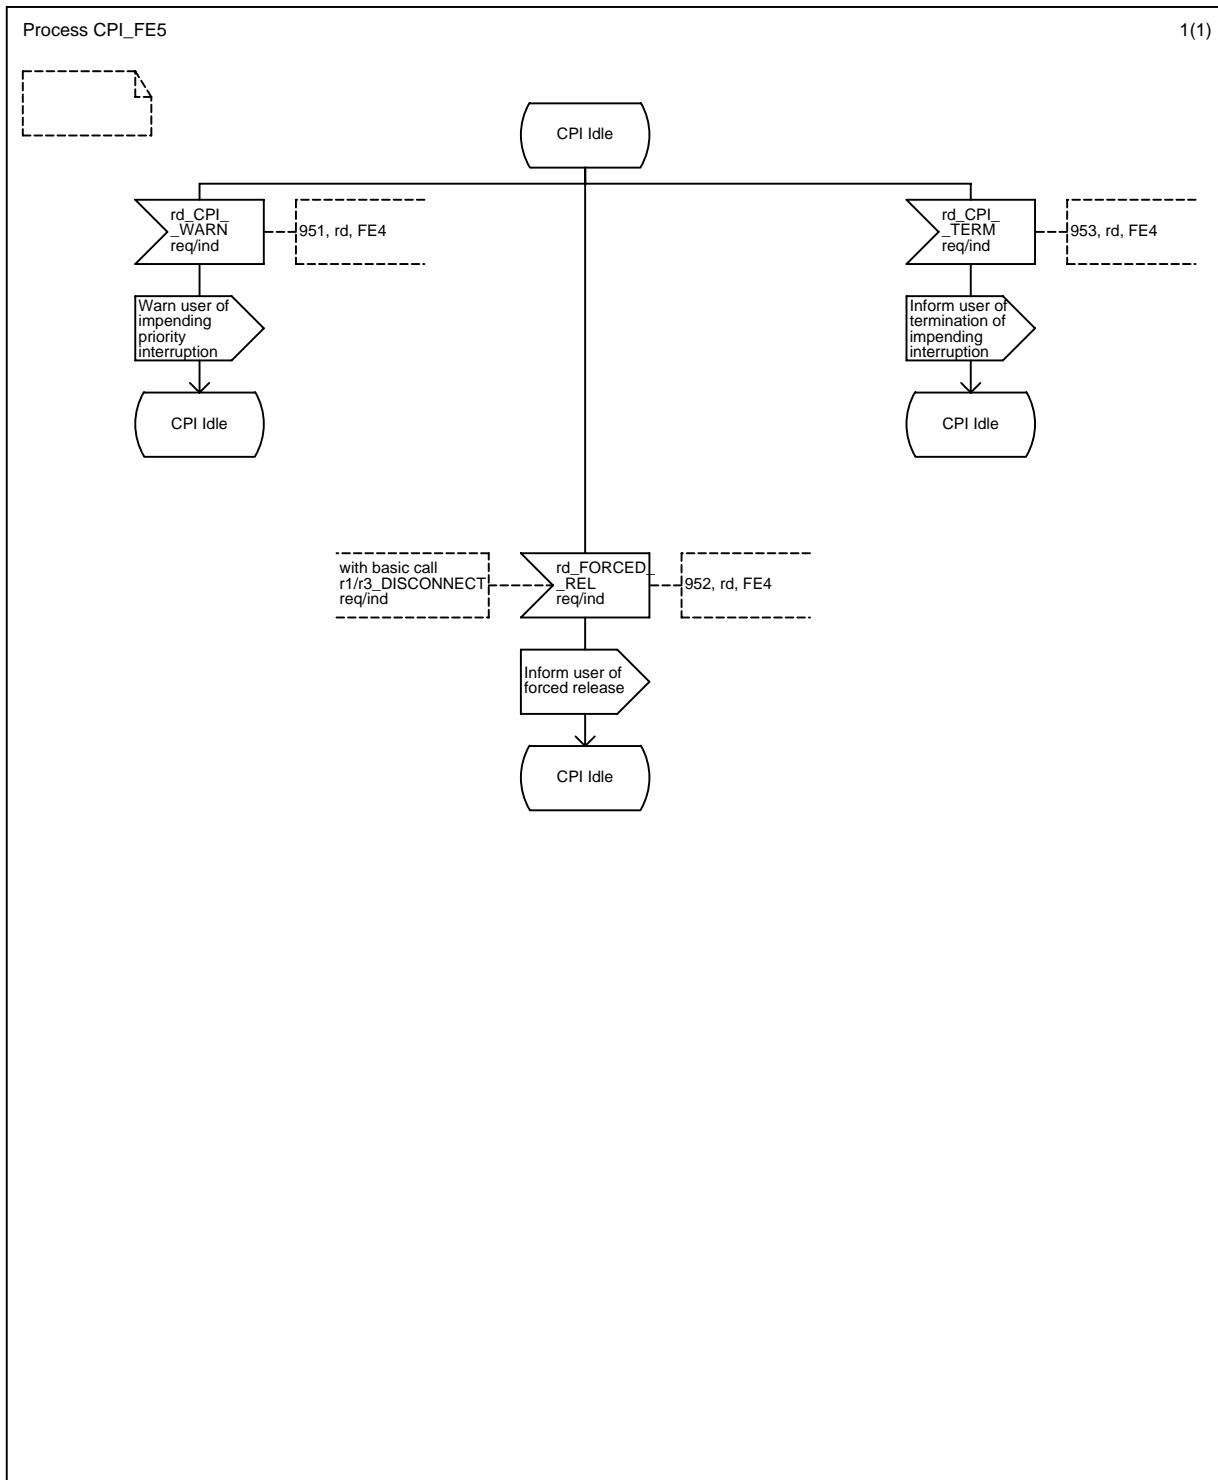 Process CPI_FE5
1(1)
CPI Idle
rd_CPI_
_WARN
req/ind
951, rd, FE4
rd_CPI_
_TERM
req/ind
953, rd, FE4
Warn user of
impending
priority
interruption
Inform user of
termination of
impending
interruption
CPI Idle
CPI Idle
with basic call
r1/r3_DISCONNECT
req/ind
rd_FORCED_
_REL
req/ind
952, rd, FE4
Inform user of
forced release
CPI Idle